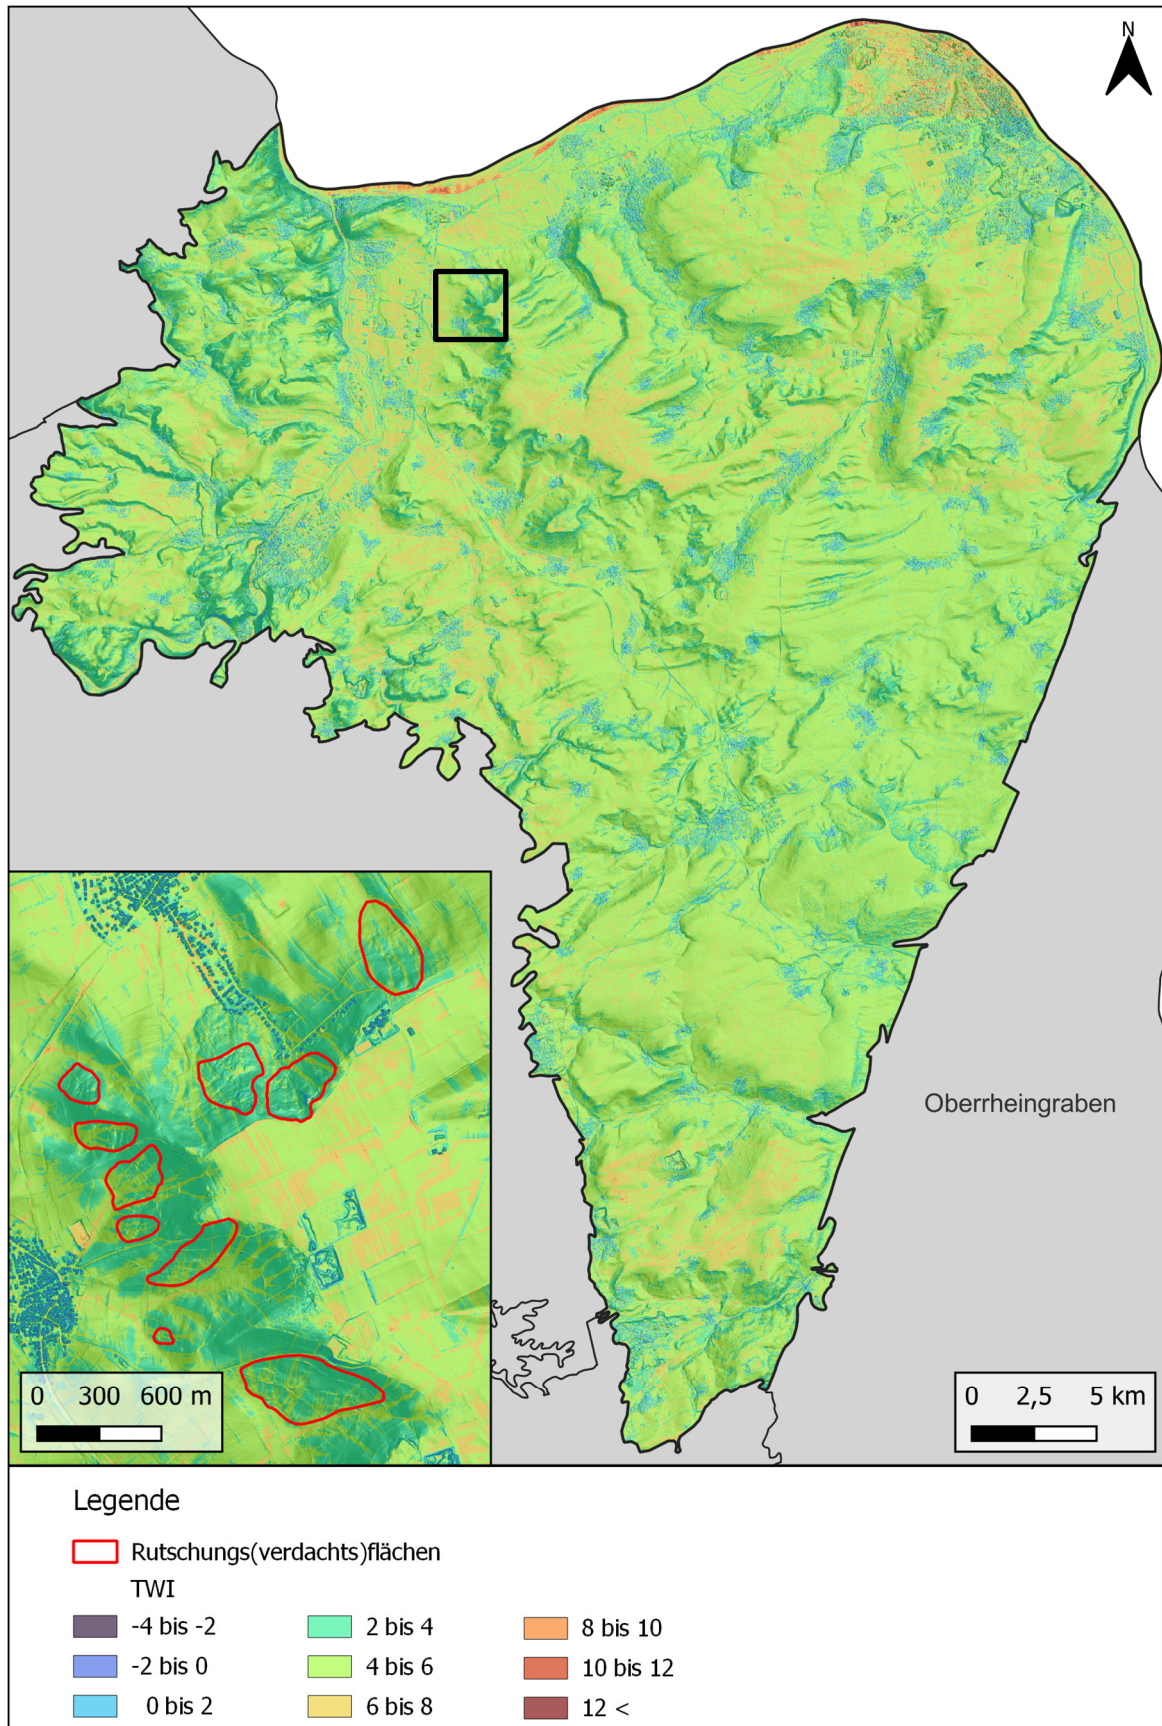 N
Oberrheingraben
0 300 600 m
0 2,5 5 km
Legende
Rutschungs(verdachts)flächen
TWI
-4 bis -2
2 bis 4
8 bis 10
-2 bis 0
4 bis 6
10 bis 12
0 bis 2
6 bis 8
12 <